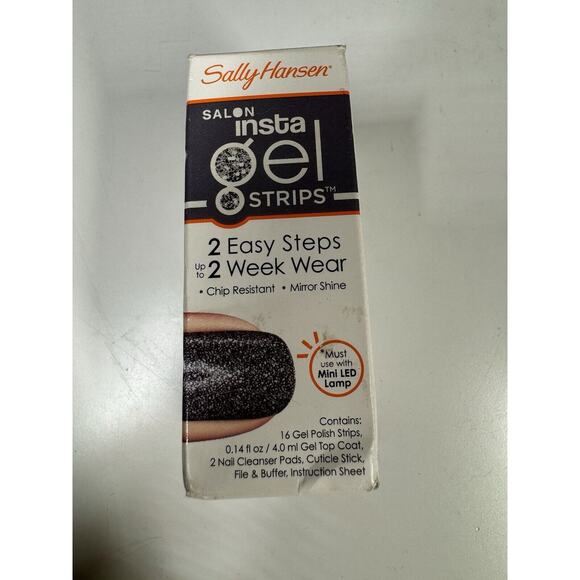 Sally Hansen®
SALON
insta
gel
STRIPS™
2 Easy Steps
Up to 2 Week Wear
• Chip Resistant • Mirror Shine
*Must
use with
Mini LED
Lamp
Contains:
16 Gel Polish Strips,
0.14 fl oz / 4.0 ml Gel Top Coat,
2 Nail Cleanser Pads, Cuticle Stick,
File & Buffer, Instruction Sheet